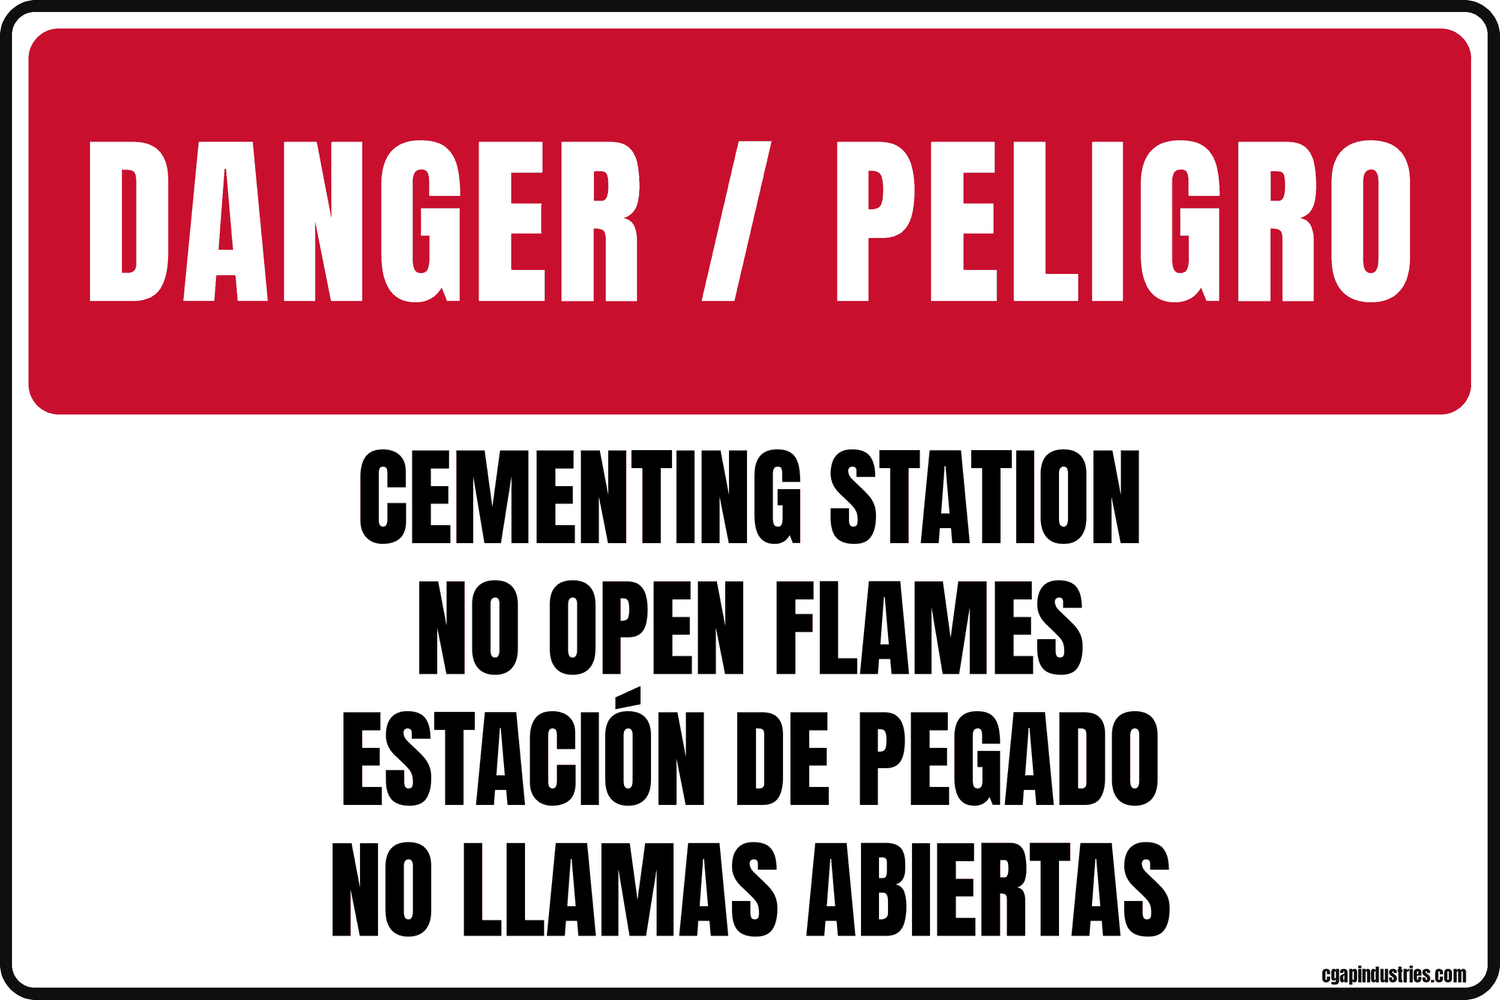 DANGER / PELIGRO
CEMENTING STATION
NO OPEN FLAMES
ESTACIÓN DE PEGADO
NO LLAMAS ABIERTAS
cgapindustries.com